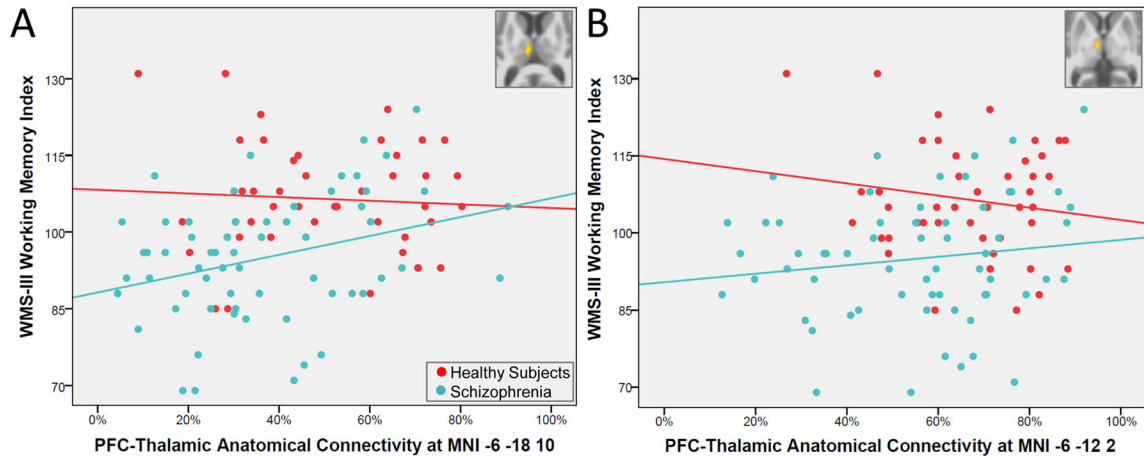 A
WMS-III Working Memory Index
130
115
100
85
70
0%
20%
40%
60%
80%
100%
Healthy Subjects
Schizophrenia
PFC-Thalamic Anatomical Connectivity at MNI -6 -18 10
B
WMS-III Working Memory Index
130
115
100
85
70
0%
20%
40%
60%
80%
100%
PFC-Thalamic Anatomical Connectivity at MNI -6 -12 2